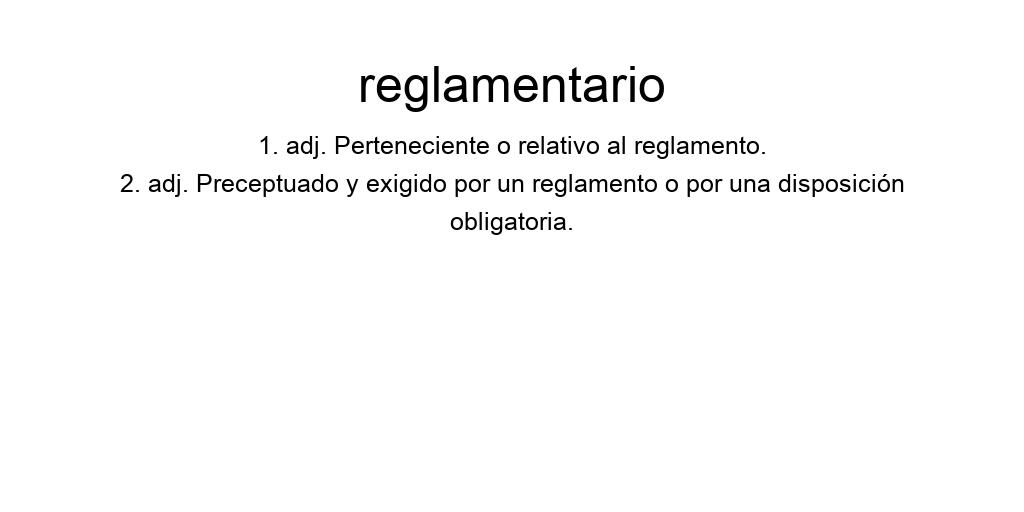 reglamentario
1. adj. Perteneciente o relativo al reglamento.
2. adj. Preceptuado y exigido por un reglamento o por una disposición
obligatoria.